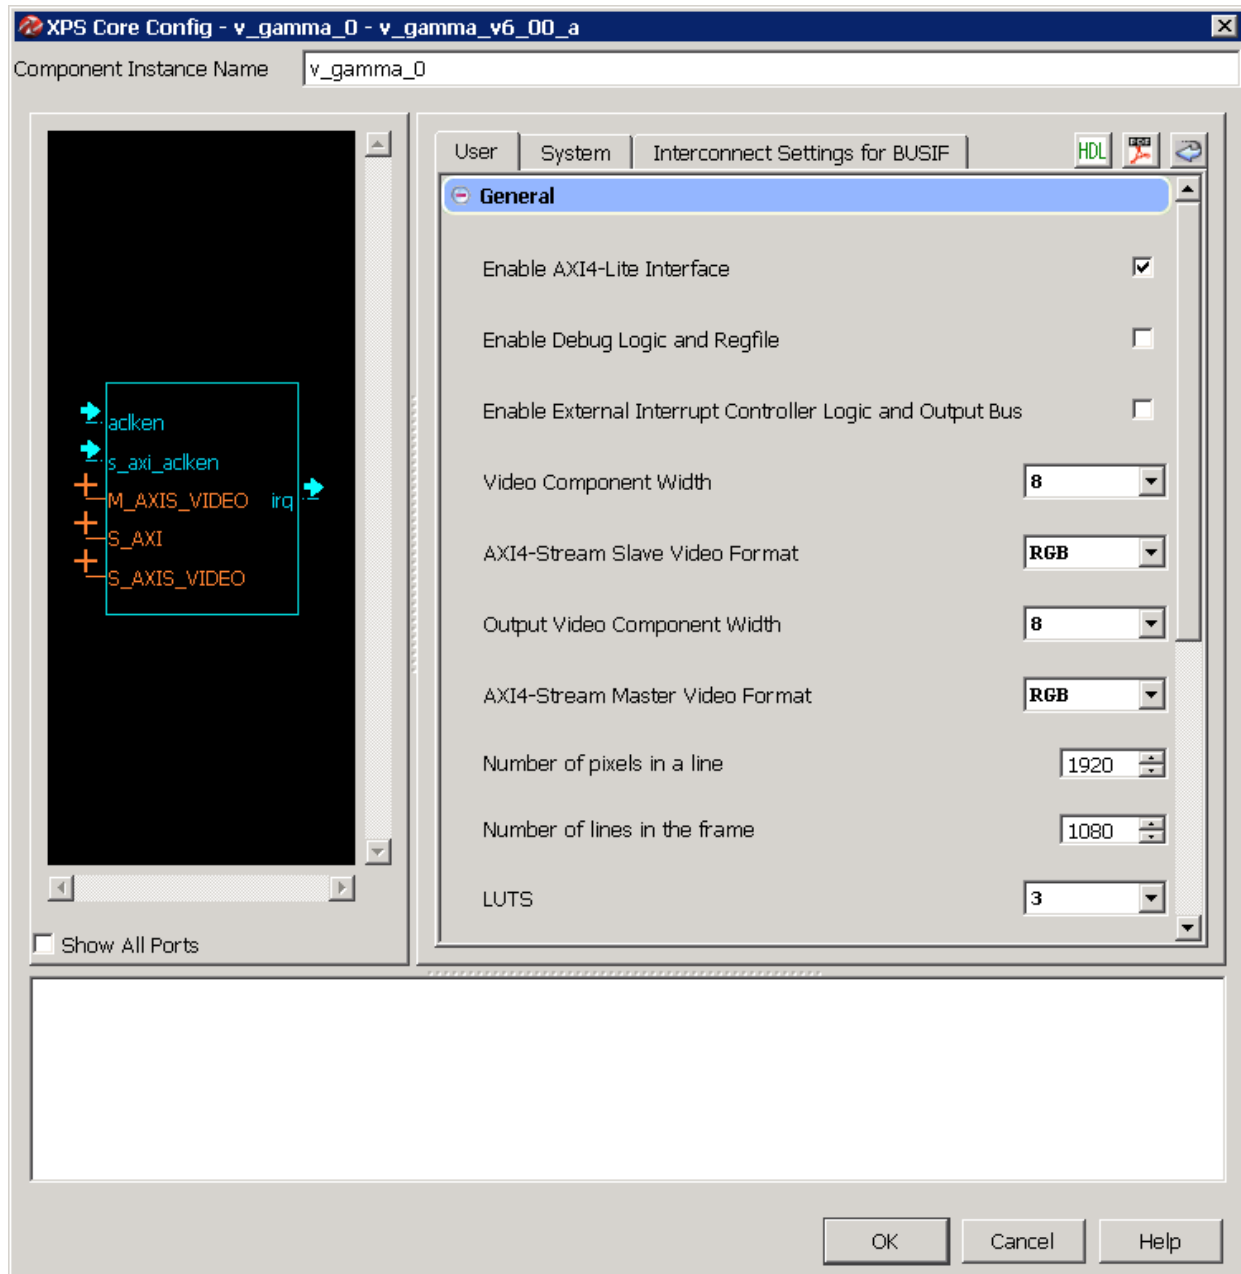 XPS Core Config - v_gamma_0 - v_gamma_v6_00_a
Component Instance Name v_gamma_0
User System Interconnect Settings for BUSIF HDL PDF
General
Enable AXI4-Lite Interface
Enable Debug Logic and Regfile
Enable External Interrupt Controller Logic and Output Bus
Video Component Width 8
AXI4-Stream Slave Video Format RGB
Output Video Component Width 8
AXI4-Stream Master Video Format RGB
Number of pixels in a line 1920
Number of lines in the frame 1080
LUTS 3
aclken
s_axi_aclken
M_AXIS_VIDEO irq
S_AXI
S_AXIS_VIDEO
Show All Ports
OK Cancel Help